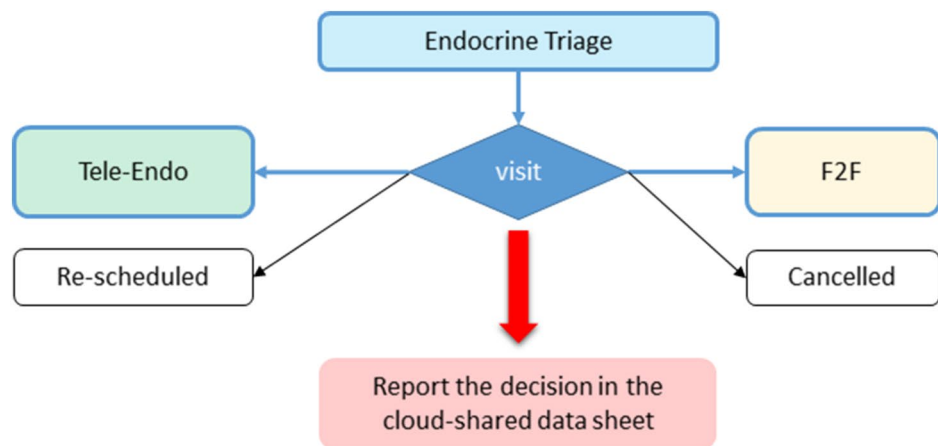 Endocrine Triage
Tele-Endo
visit
F2F
Re-scheduled
Cancelled
Report the decision in the
cloud-shared data sheet